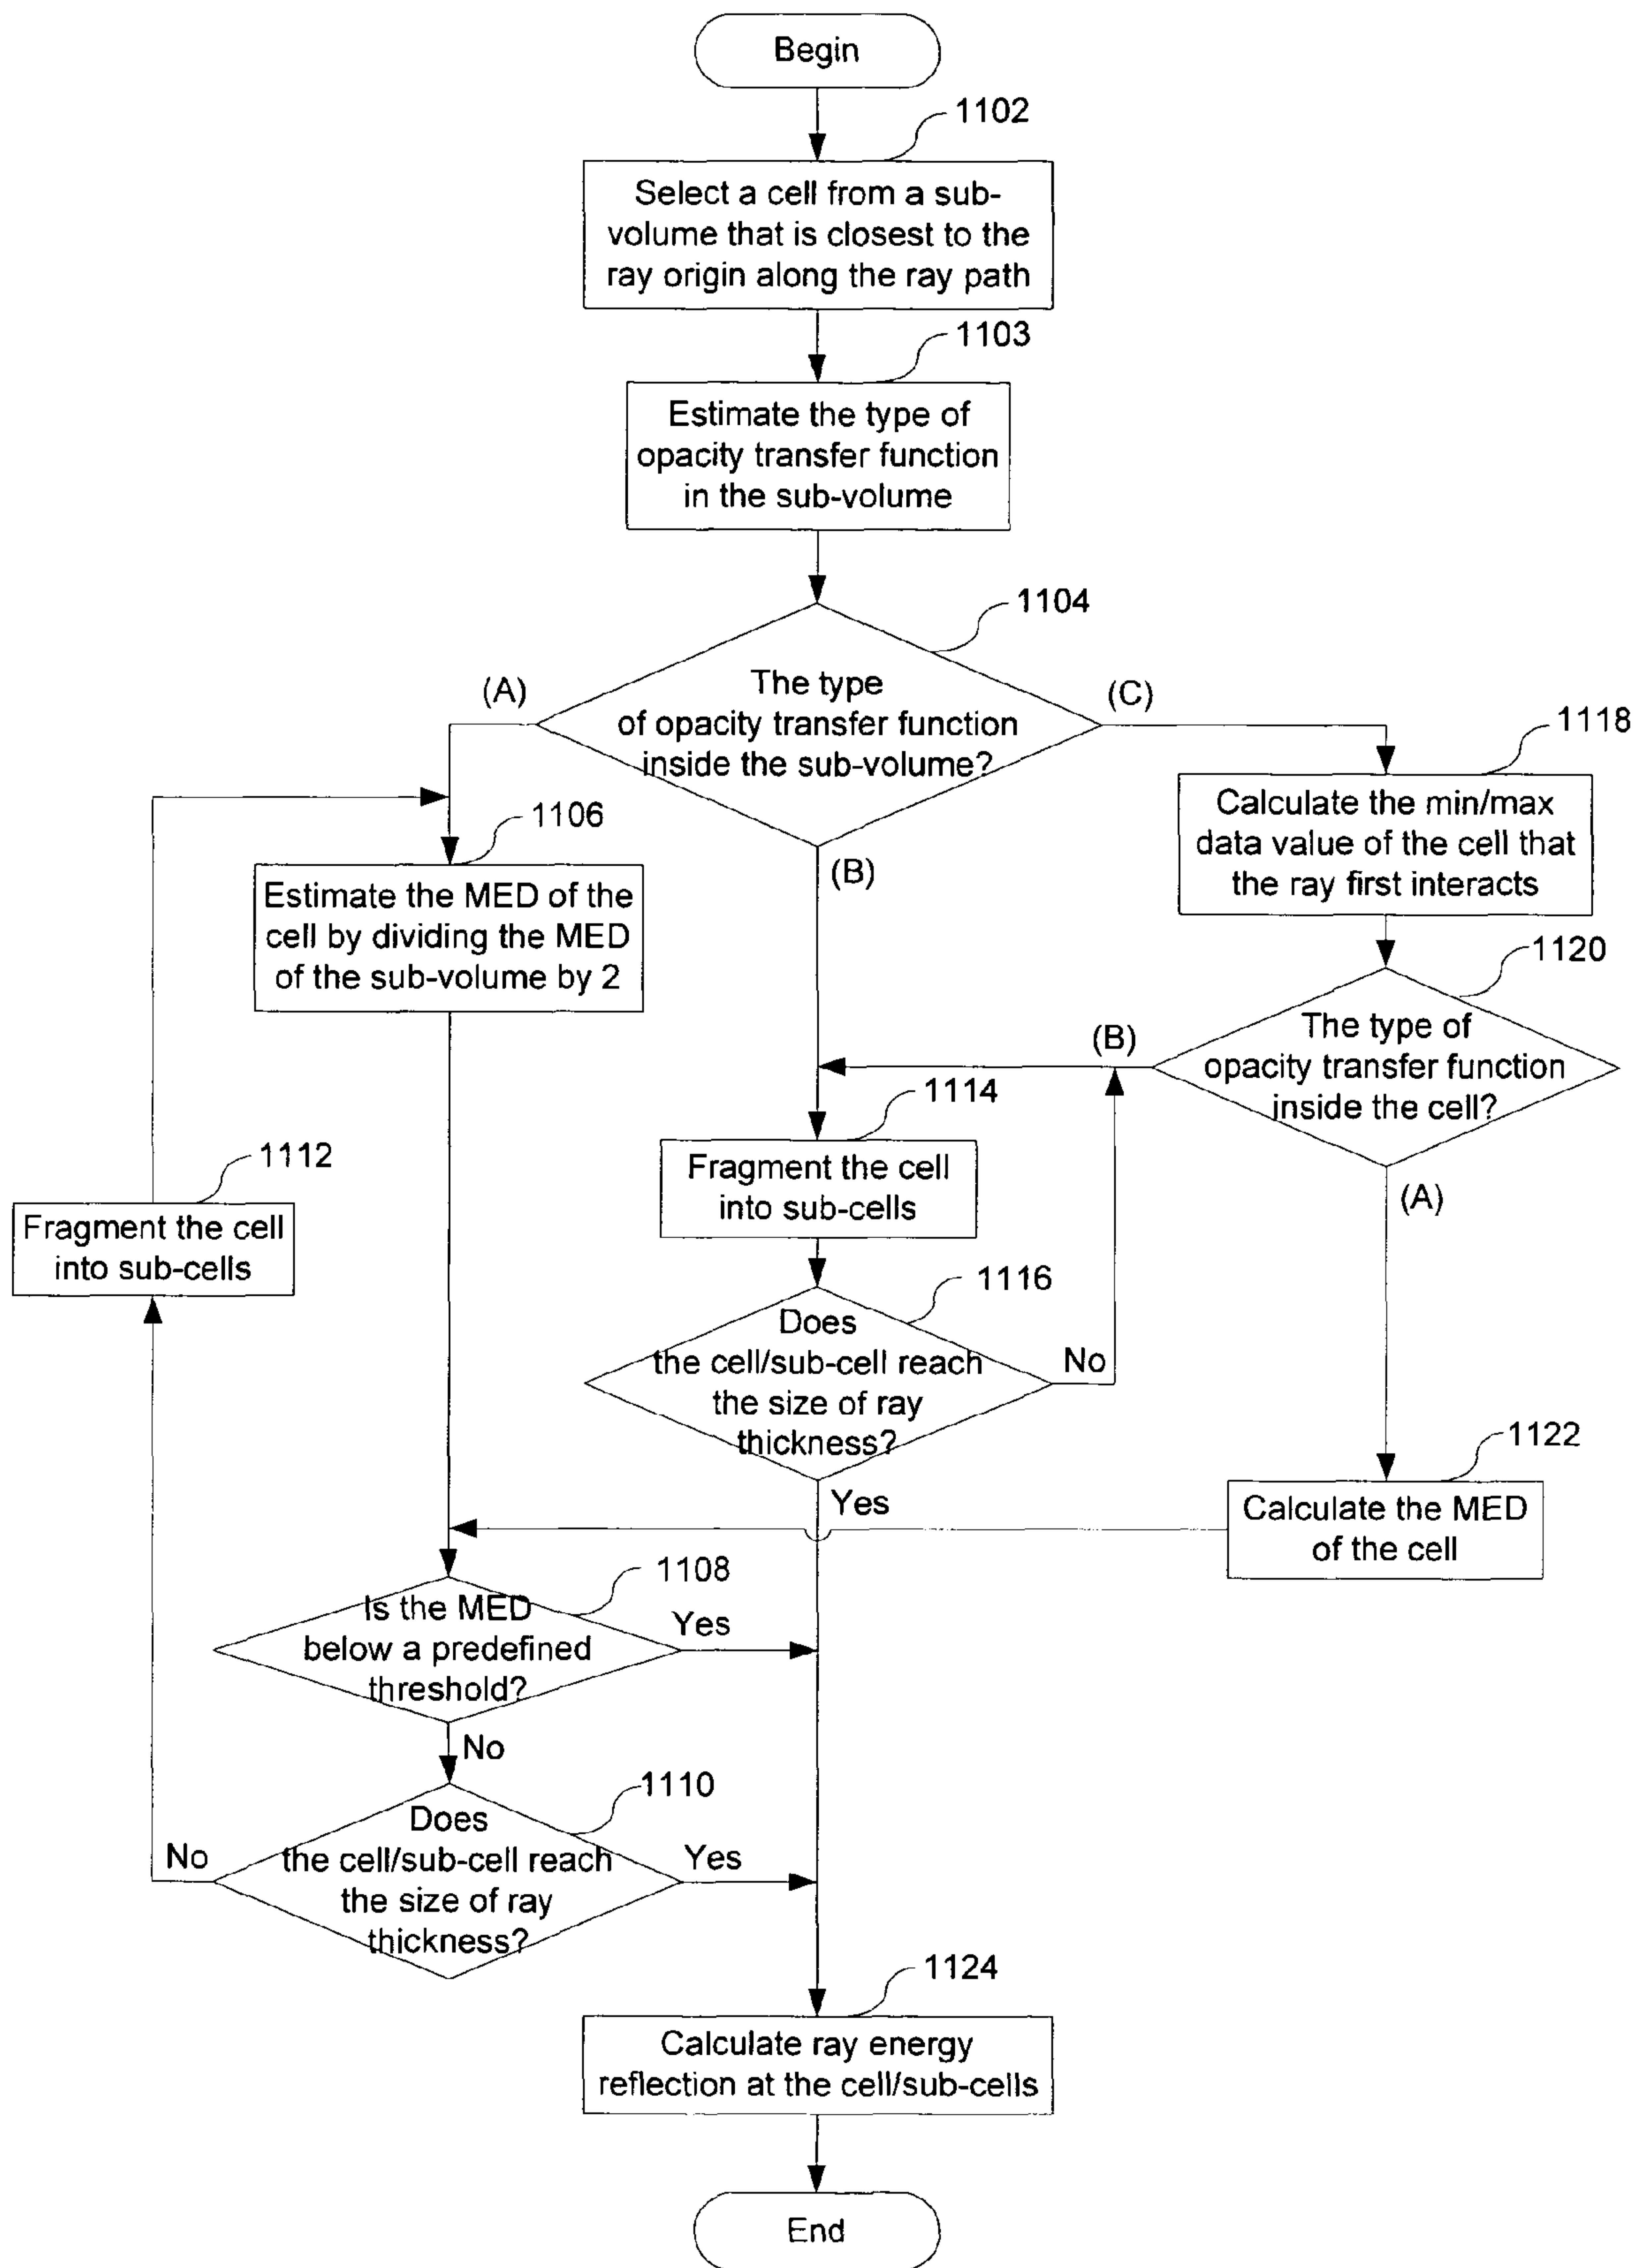 Begin
1102
Select a cell from a sub-
volume that is closest to the
ray origin along the ray path
1103
Estimate the type of
opacity transfer function
in the sub-volume
1104
The type
of opacity transfer function
inside the sub-volume?
(A)
(C)
(B)
1118
Calculate the min/max
data value of the cell that
the ray first interacts
1106
Estimate the MED of the
cell by dividing the MED
of the sub-volume by 2
1120
The type of
opacity transfer function
inside the cell?
(B)
(A)
1114
Fragment the cell
into sub-cells
1112
Fragment the cell
into sub-cells
1116
Does
the cell/sub-cell reach
the size of ray
thickness?
No
Yes
1122
Calculate the MED
of the cell
1108
Is the MED
below a predefined
threshold?
Yes
No
1110
Does
the cell/sub-cell reach
the size of ray
thickness?
No
Yes
1124
Calculate ray energy
reflection at the cell/sub-cells
End